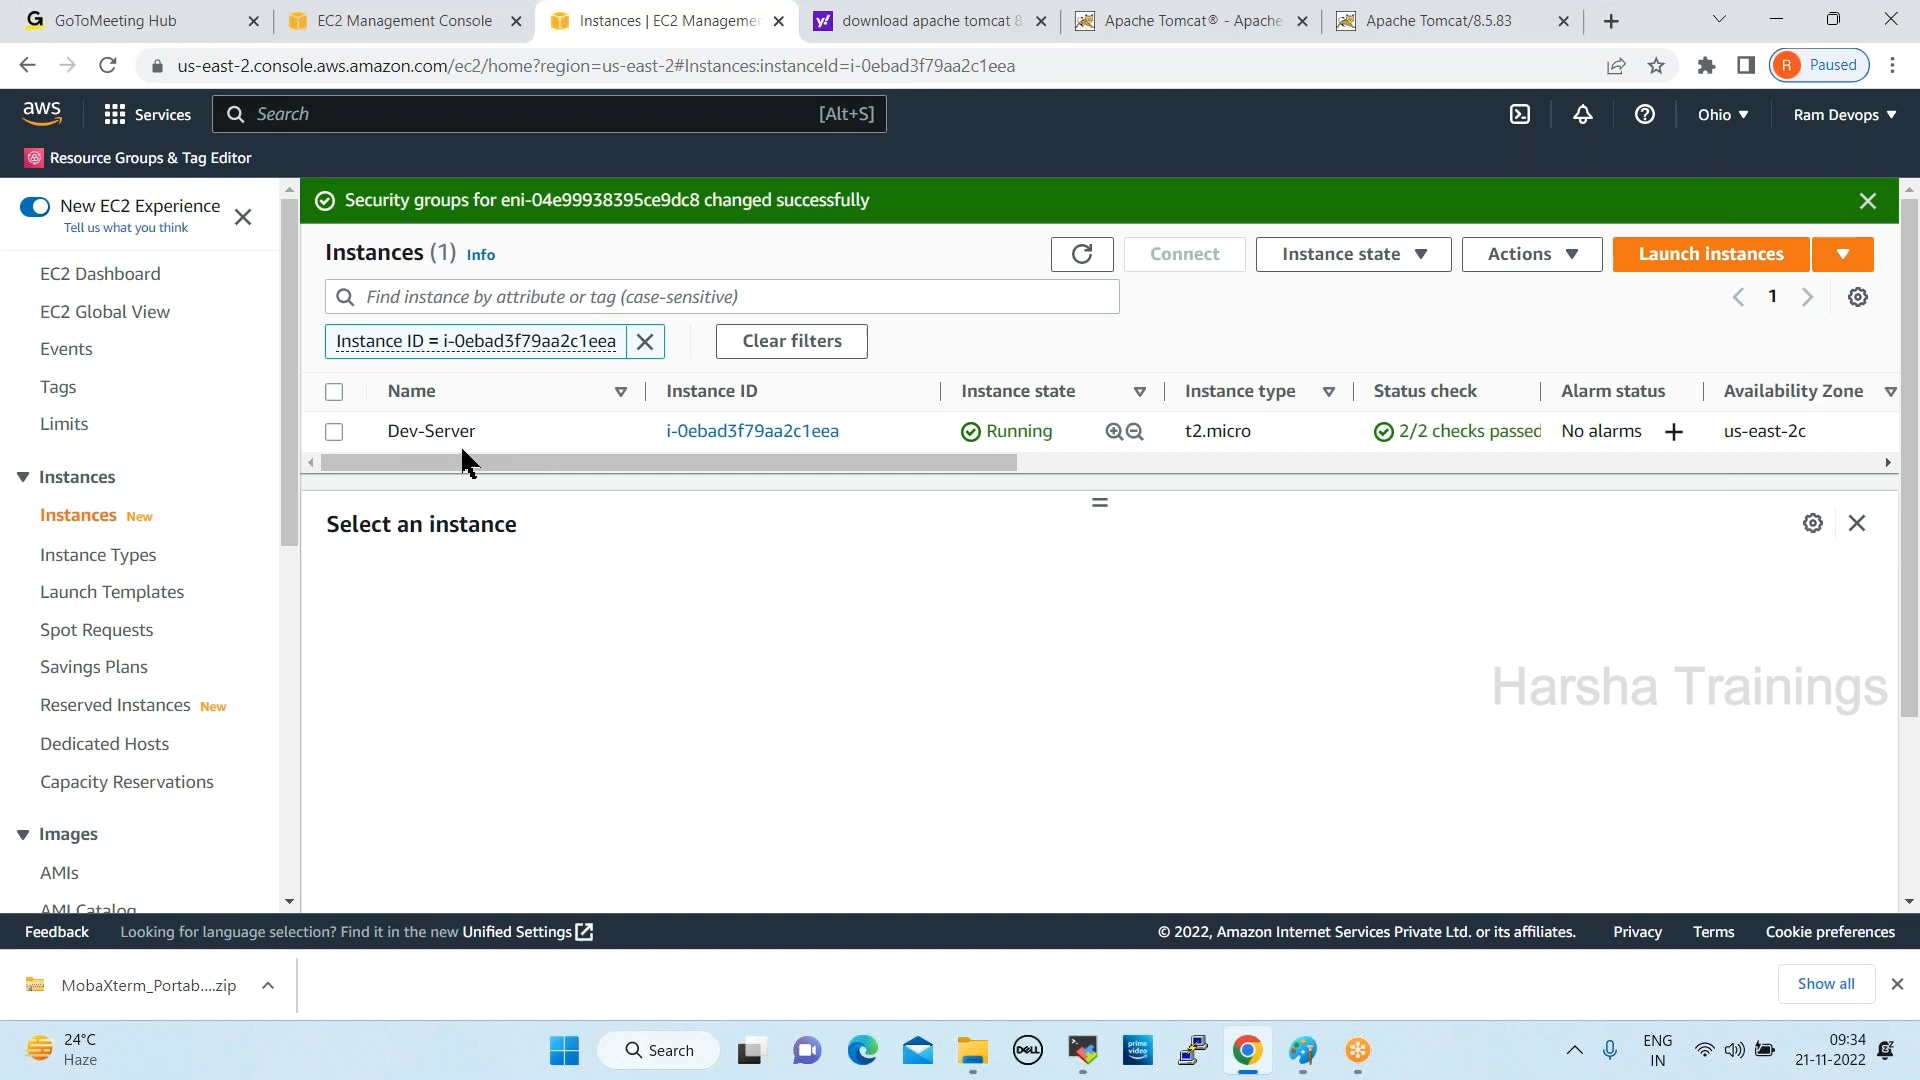 GoToMeeting Hub
EC2 Management Console
Instances | EC2 Managemen
download apache tomcat 8
Apache Tomcat® - Apache
Apache Tomcat/8.5.83
us-east-2.console.aws.amazon.com/ec2/home?region=us-east-2#Instances:instanceId=i-0ebad3f79aa2c1eea
R Paused
aws
Services
Search [Alt+S]
Ohio
Ram Devops
Resource Groups & Tag Editor
New EC2 Experience
Tell us what you think
EC2 Dashboard
EC2 Global View
Events
Tags
Limits
Instances
Instances New
Instance Types
Launch Templates
Spot Requests
Savings Plans
Reserved Instances New
Dedicated Hosts
Capacity Reservations
Images
AMIs
AMI Catalog
Security groups for eni-04e99938395ce9dc8 changed successfully
Instances (1) Info
Connect
Instance state
Actions
Launch instances
Find instance by attribute or tag (case-sensitive)
1
Instance ID = i-0ebad3f79aa2c1eea
Clear filters
Name Instance ID Instance state Instance type Status check Alarm status Availability Zone
Dev-Server i-0ebad3f79aa2c1eea Running t2.micro 2/2 checks passed No alarms us-east-2c
Select an instance
Harsha Trainings
Feedback
Looking for language selection? Find it in the new Unified Settings
© 2022, Amazon Internet Services Private Ltd. or its affiliates.
Privacy
Terms
Cookie preferences
MobaXterm_Portab....zip
Show all
24°C
Haze
Search
DELL
prime video
ENG
IN
09:34
21-11-2022